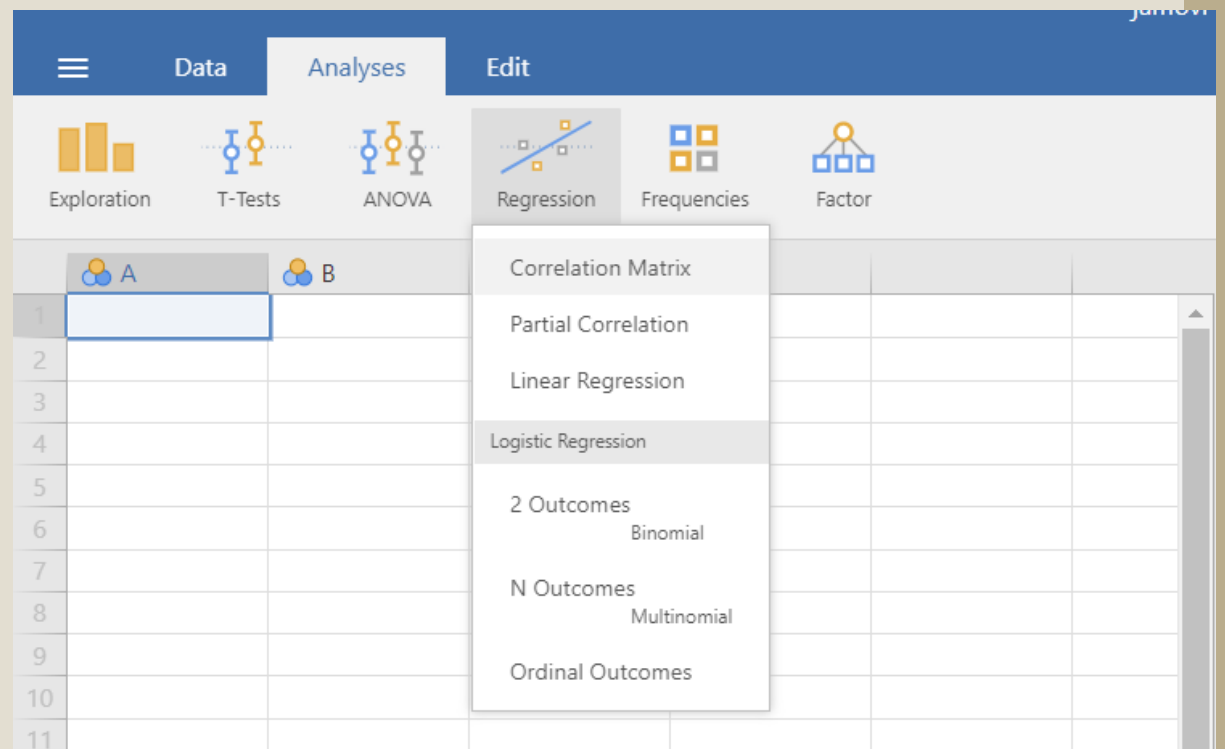 jamovi
Data Analyses Edit
Exploration T-Tests ANOVA Regression Frequencies Factor
A B
Correlation Matrix
1
Partial Correlation
2
Linear Regression
3
Logistic Regression
4
5
2 Outcomes
6
Binomial
7
N Outcomes
8
Multinomial
9
Ordinal Outcomes
10
11